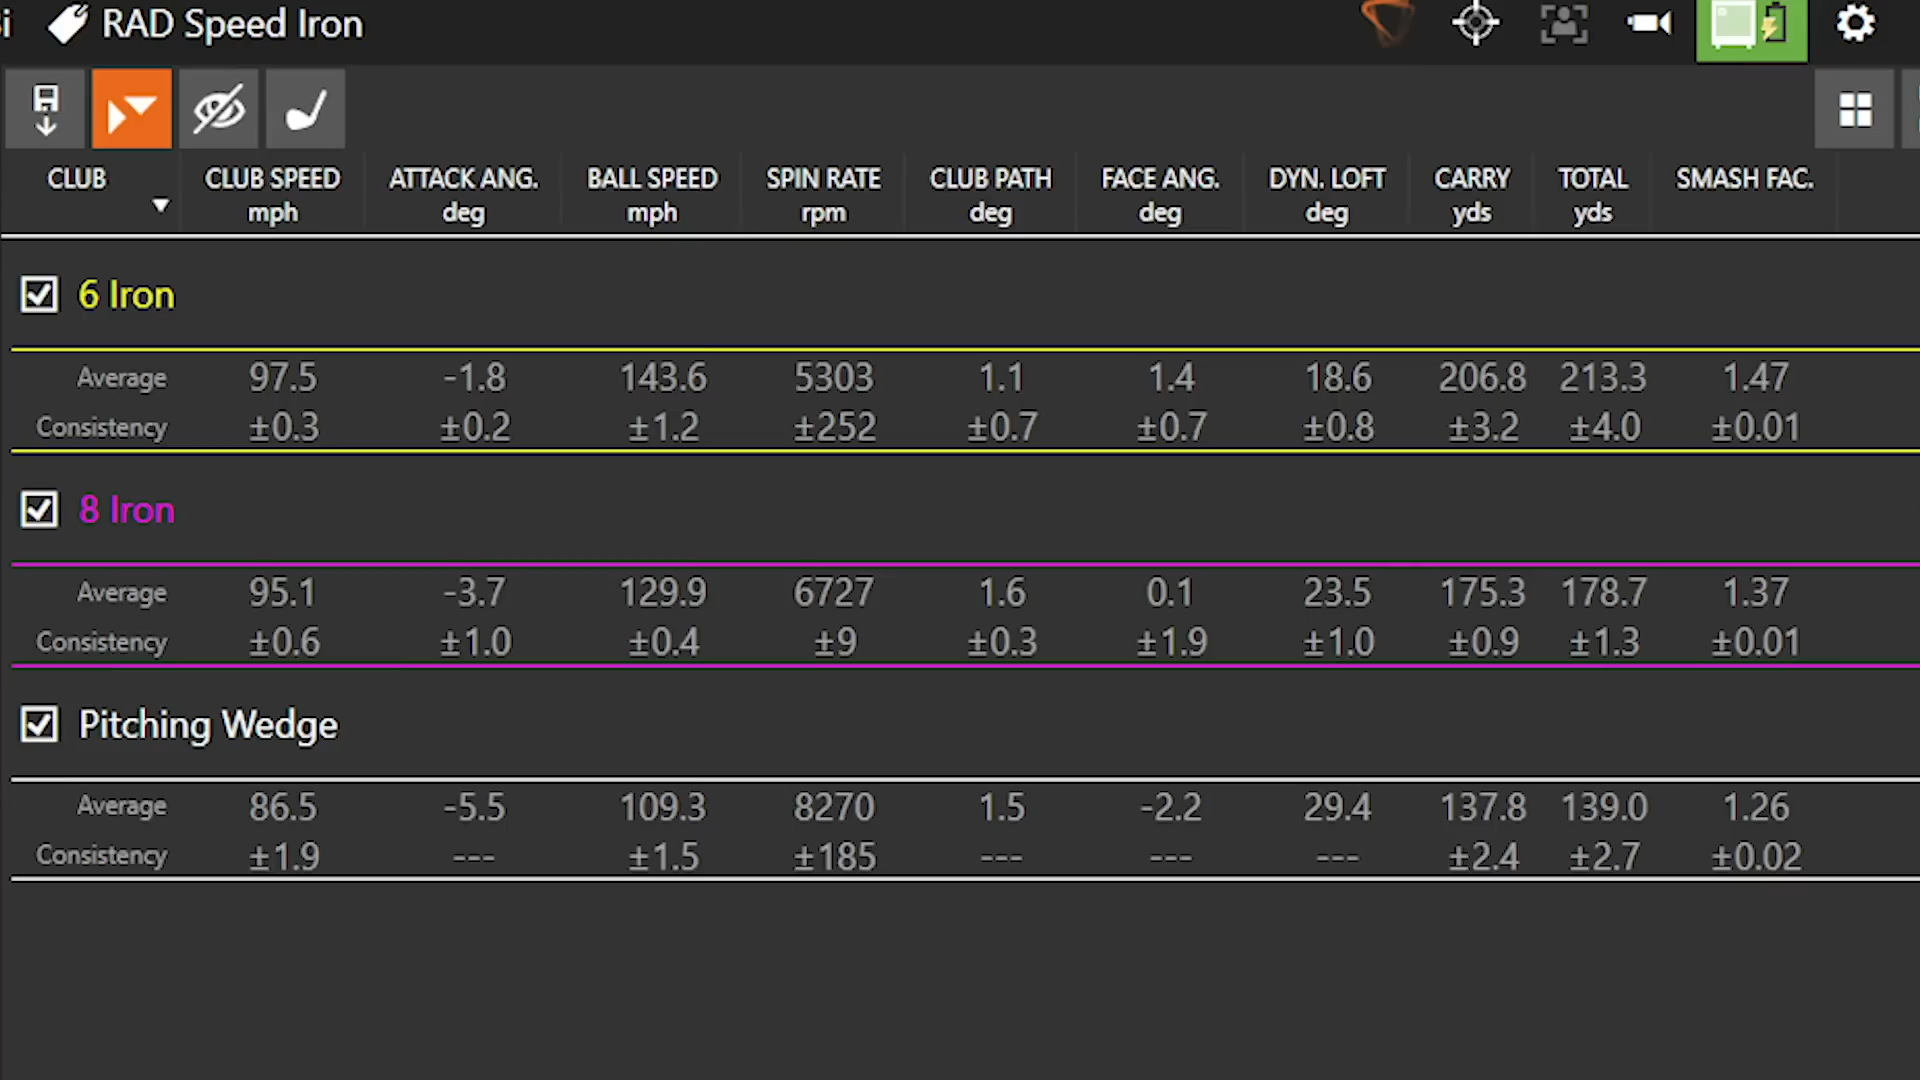 RAD Speed Iron
CLUB CLUB SPEED ATTACK ANG. BALL SPEED SPIN RATE CLUB PATH FACE ANG. DYN. LOFT CARRY TOTAL SMASH FAC.
mph deg mph rpm deg deg deg yds yds
6 Iron
Average 97.5 -1.8 143.6 5303 1.1 1.4 18.6 206.8 213.3 1.47
Consistency ±0.3 ±0.2 ±1.2 ±252 ±0.7 ±0.7 ±0.8 ±3.2 ±4.0 ±0.01
8 Iron
Average 95.1 -3.7 129.9 6727 1.6 0.1 23.5 175.3 178.7 1.37
Consistency ±0.6 ±1.0 ±0.4 ±9 ±0.3 ±1.9 ±1.0 ±0.9 ±1.3 ±0.01
Pitching Wedge
Average 86.5 -5.5 109.3 8270 1.5 -2.2 29.4 137.8 139.0 1.26
Consistency ±1.9 --- ±1.5 ±185 --- --- --- ±2.4 ±2.7 ±0.02